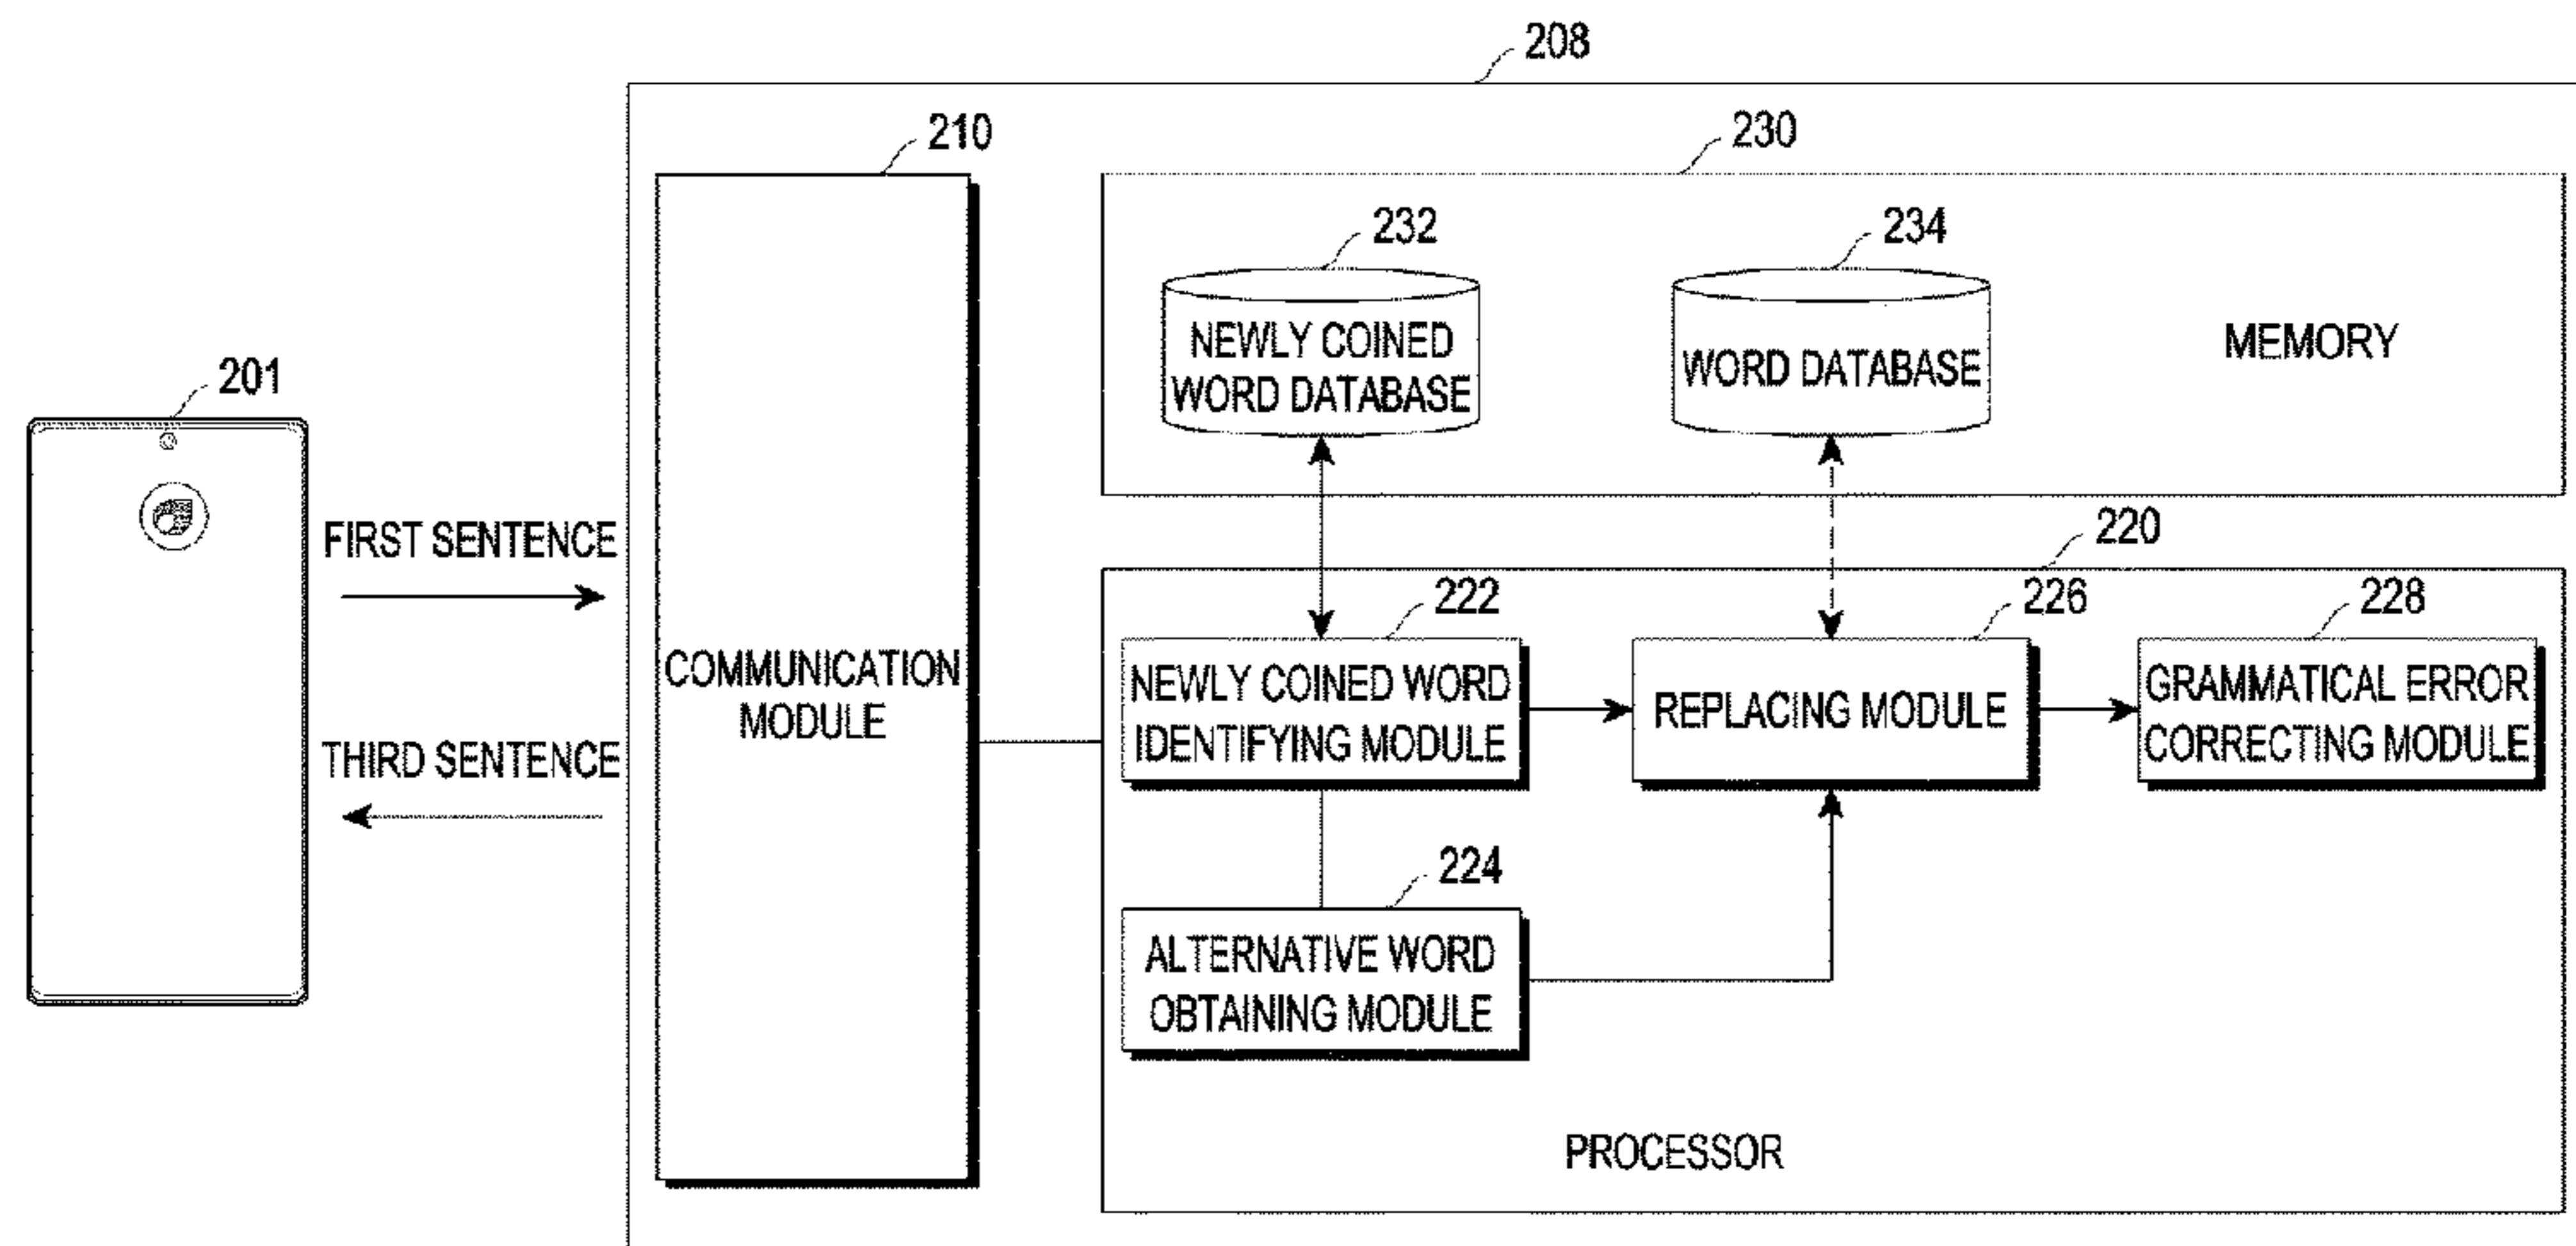 208
210
230
232
234
NEWLY COINED
WORD DATABASE
WORD DATABASE
MEMORY
201
FIRST SENTENCE
THIRD SENTENCE
COMMUNICATION
MODULE
220
222
226
228
NEWLY COINED WORD
IDENTIFYING MODULE
REPLACING MODULE
GRAMMATICAL ERROR
CORRECTING MODULE
224
ALTERNATIVE WORD
OBTAINING MODULE
PROCESSOR